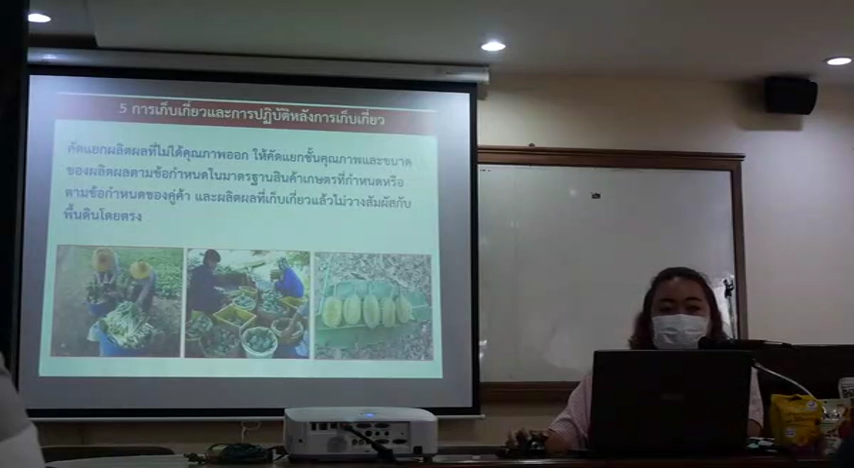 5 การเก็บเกี่ยวและการปฏิบัติหลังการเก็บเกี่ยว
คัดแยกผลิตผลที่ไม่ได้คุณภาพออก ให้คัดแยกชั้นคุณภาพและขนาด
ของผลิตผลตามข้อกำหนดในมาตรฐานสินค้าเกษตรที่กำหนดหรือ
ตามข้อกำหนดของคู่ค้า และผลิตผลที่เก็บเกี่ยวแล้วไม่วางสัมผัสกับ
พื้นดินโดยตรง